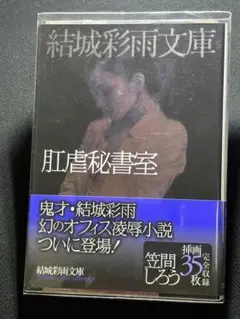 結城彩雨文庫
肛虐秘書室
鬼才・結城彩雨
幻のオフィス凌辱小説
ついに登場!
笠間しろう
挿画35枚
完全収録
結城彩雨文庫